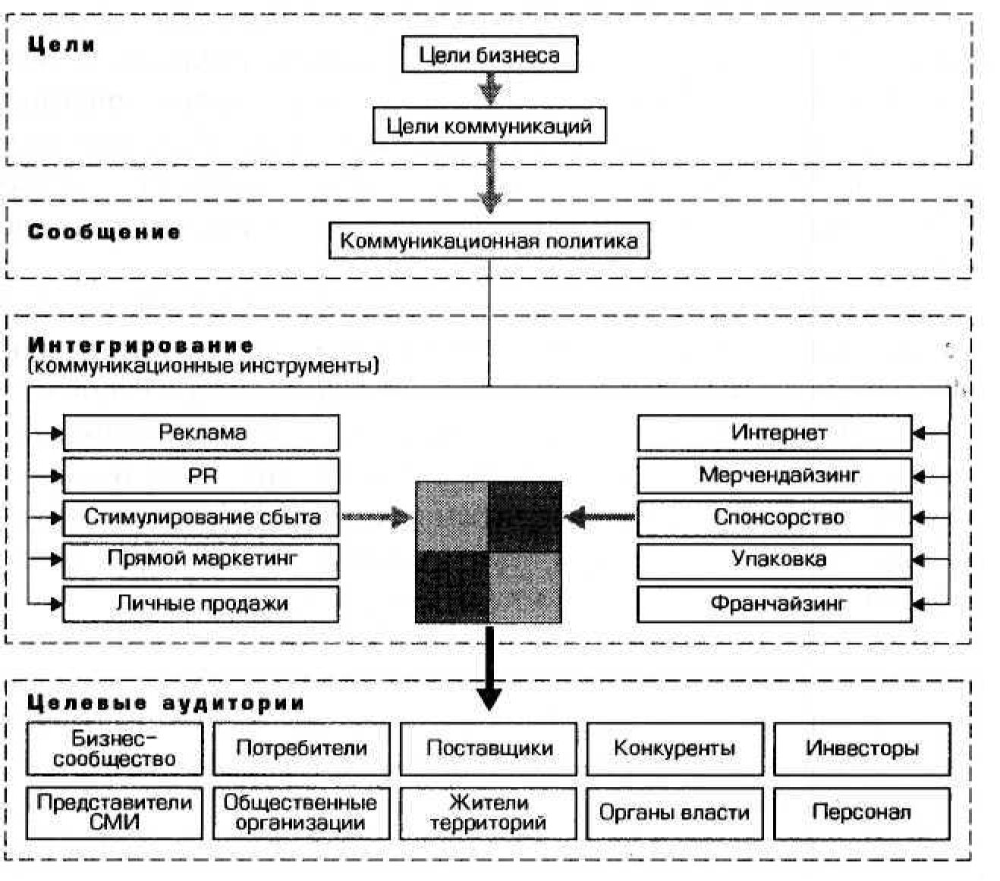 Цели
Цели бизнеса
Цели коммуникаций
Сообщение
Коммуникационная политика
Интегрирование
(коммуникационные инструменты)
Реклама
PR
Стимулирование сбыта
Прямой маркетинг
Личные продажи
Интернет
Мерчендайзинг
Спонсорство
Упаковка
Франчайзинг
Целевые аудитории
Бизнес-
сообщество
Потребители
Поставщики
Конкуренты
Инвесторы
Представители
СМИ
Общественные
организации
Жители
территорий
Органы власти
Персонал